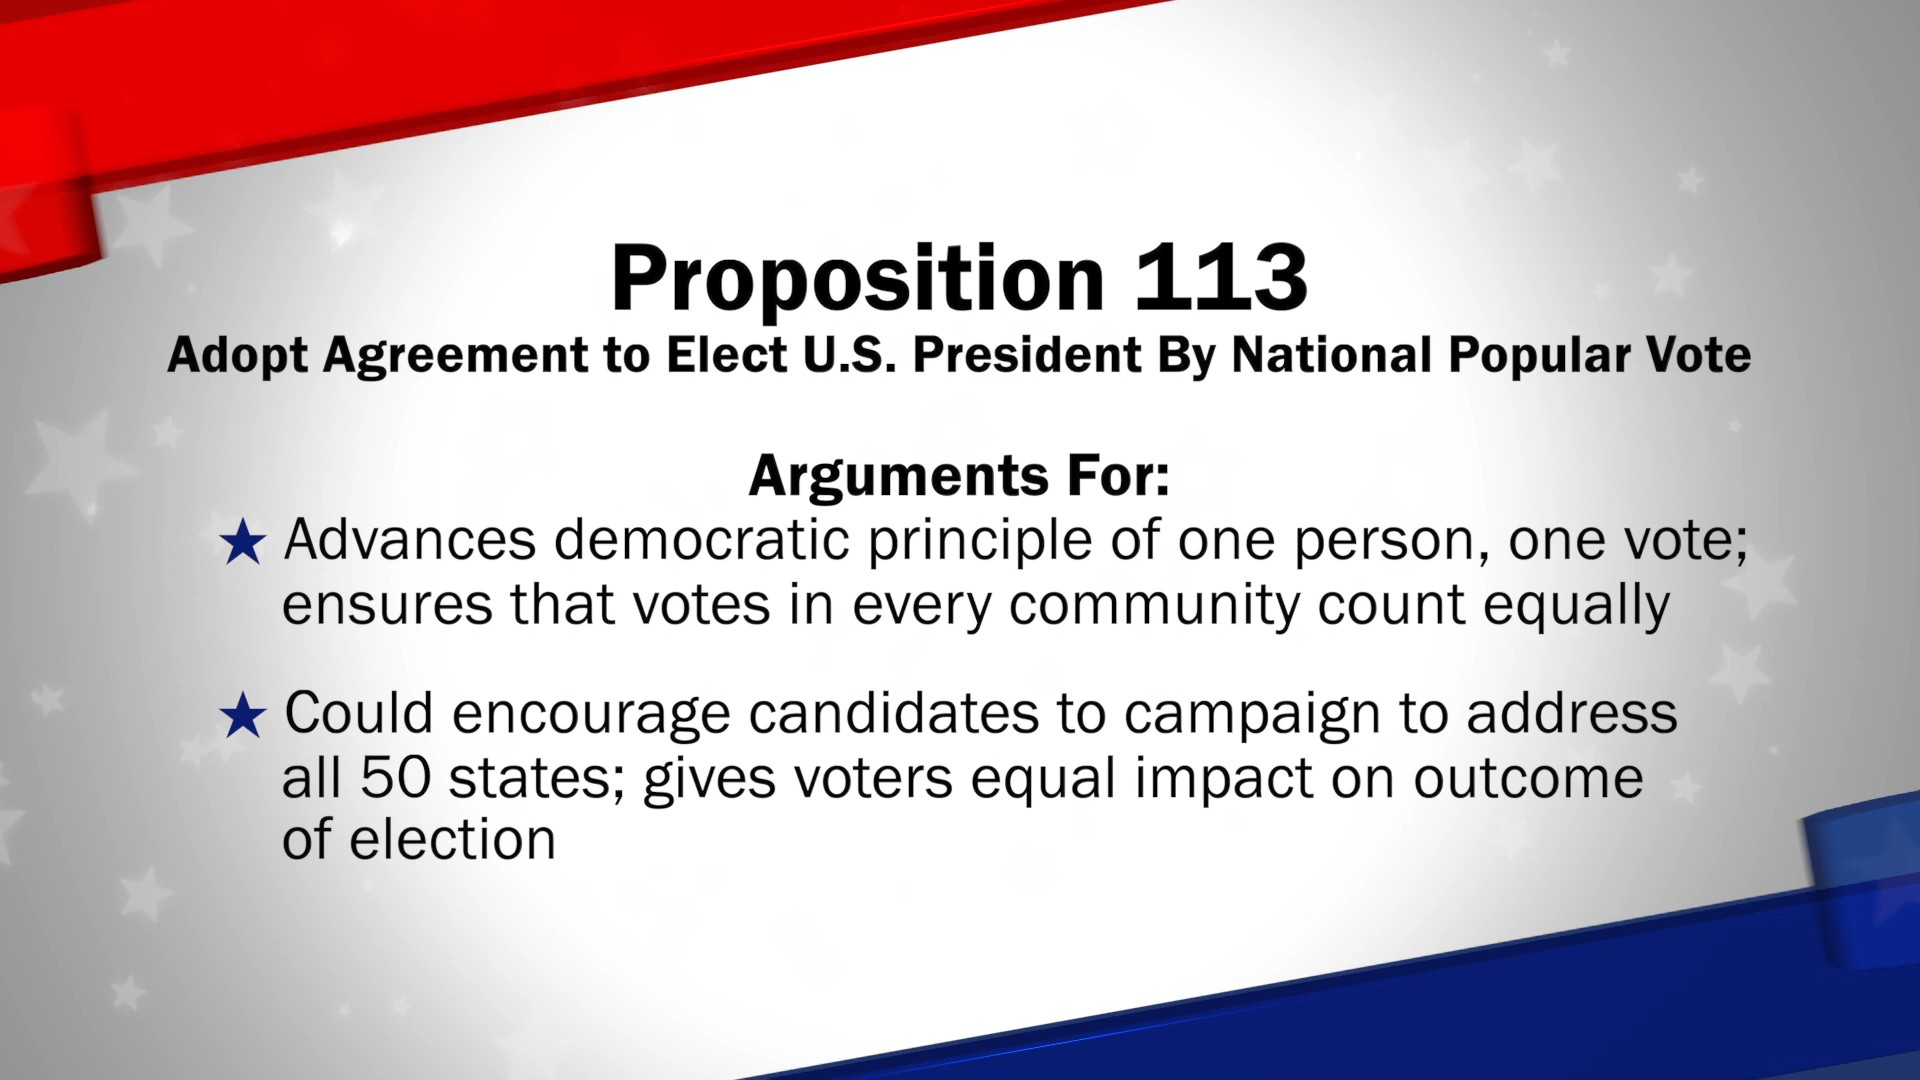 Proposition 113
Adopt Agreement to Elect U.S. President By National Popular Vote
Arguments For:
★ Advances democratic principle of one person, one vote;
ensures that votes in every community count equally
★ Could encourage candidates to campaign to address
all 50 states; gives voters equal impact on outcome
of election